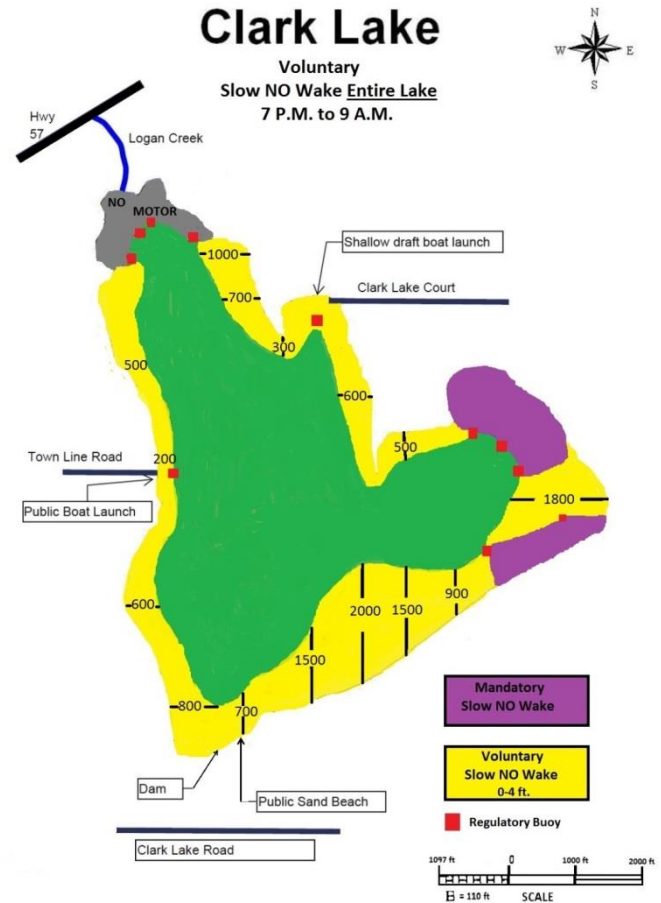 Clark Lake
Voluntary
Slow NO Wake Entire Lake
7 P.M. to 9 A.M.
N
W E
S
Hwy
57
Logan Creek
NO
MOTOR
Shallow draft boat launch
1000
Clark Lake Court
700
300
500
600
500
Town Line Road
200
Public Boat Launch
1800
600
900
2000
1500
1500
800
700
Mandatory
Slow NO Wake
Voluntary
Slow NO Wake
0-4 ft.
Dam
Public Sand Beach
Regulatory Buoy
Clark Lake Road
1097 ft 0 1000 ft 2000 ft
= 110 ft SCALE